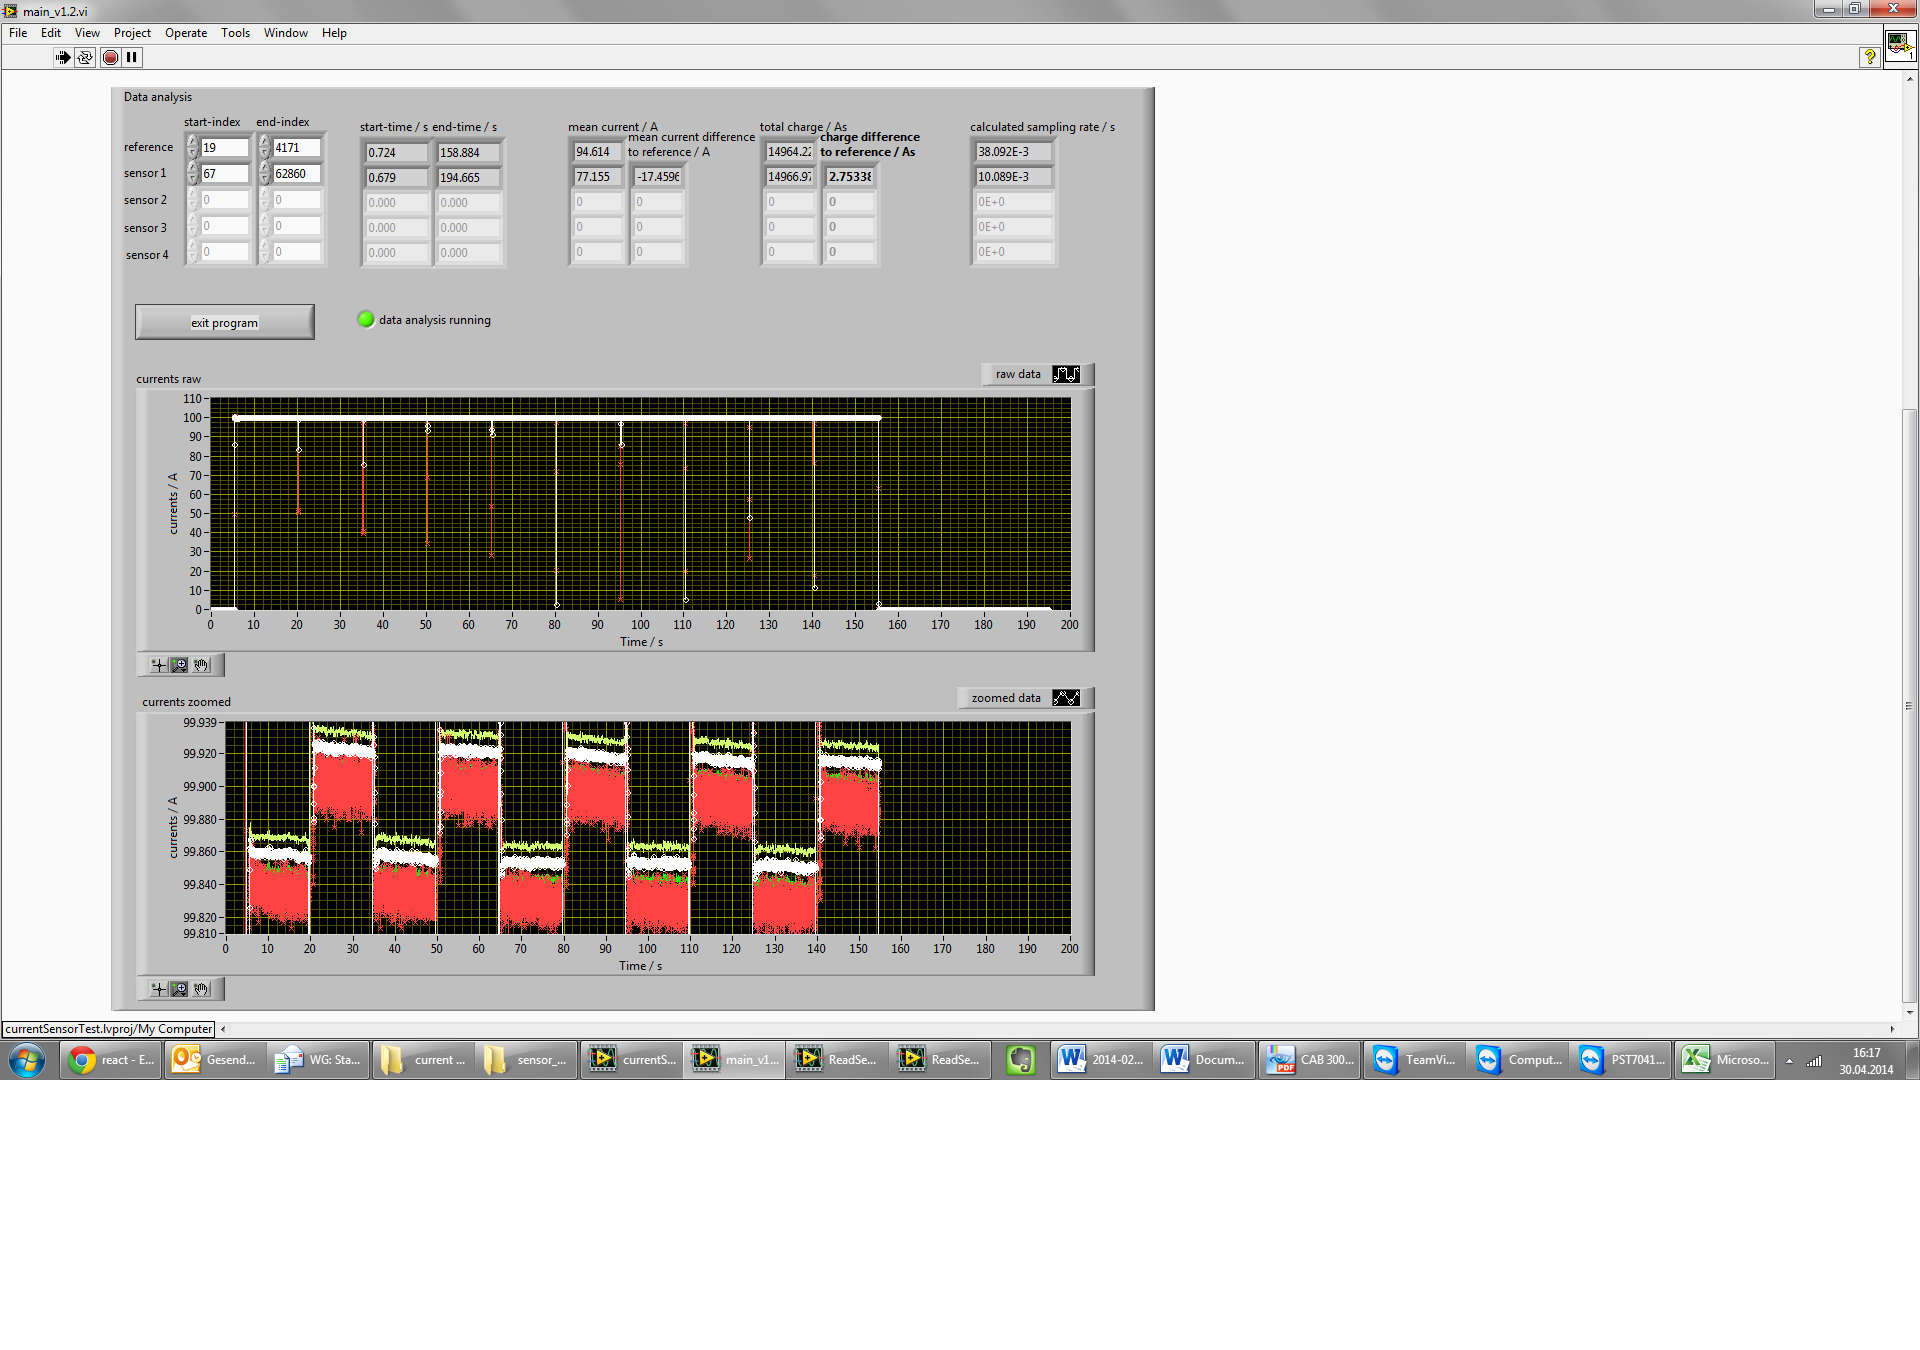 main_v1.2.vi
File Edit View Project Operate Tools Window Help
Data analysis
start-index end-index
start-time / s end-time / s
mean current / A
mean current difference
to reference / A
total charge / As
charge difference
to reference / As
calculated sampling rate / s
reference 19 4171 0.724 158.884 94.614 14964.22 38.092E-3
sensor 1 67 62860 0.679 194.665 77.155 -17.459 14966.97 2.7533 10.089E-3
sensor 2 0 0 0.000 0.000 0 0 0 0 0E+0
sensor 3 0 0 0.000 0.000 0 0 0 0 0E+0
sensor 4 0 0 0.000 0.000 0 0 0 0 0E+0
exit program
data analysis running
currents raw
raw data
currents / A
110
100
90
80
70
60
50
40
30
20
10
0
0 10 20 30 40 50 60 70 80 90 100 110 120 130 140 150 160 170 180 190 200
Time / s
currents zoomed
zoomed data
currents / A
99.939
99.920
99.900
99.880
99.860
99.840
99.820
99.810
0 10 20 30 40 50 60 70 80 90 100 110 120 130 140 150 160 170 180 190 200
Time / s
currentSensorTest.lvproj/My Computer
react - E... Gesend... WG: Sta... current ... sensor_... currentS... main_v1... ReadSe... ReadSe... 2014-02... Docum... CAB 300... TeamVi... Comput... PST7041... Microso...
16:17
30.04.2014